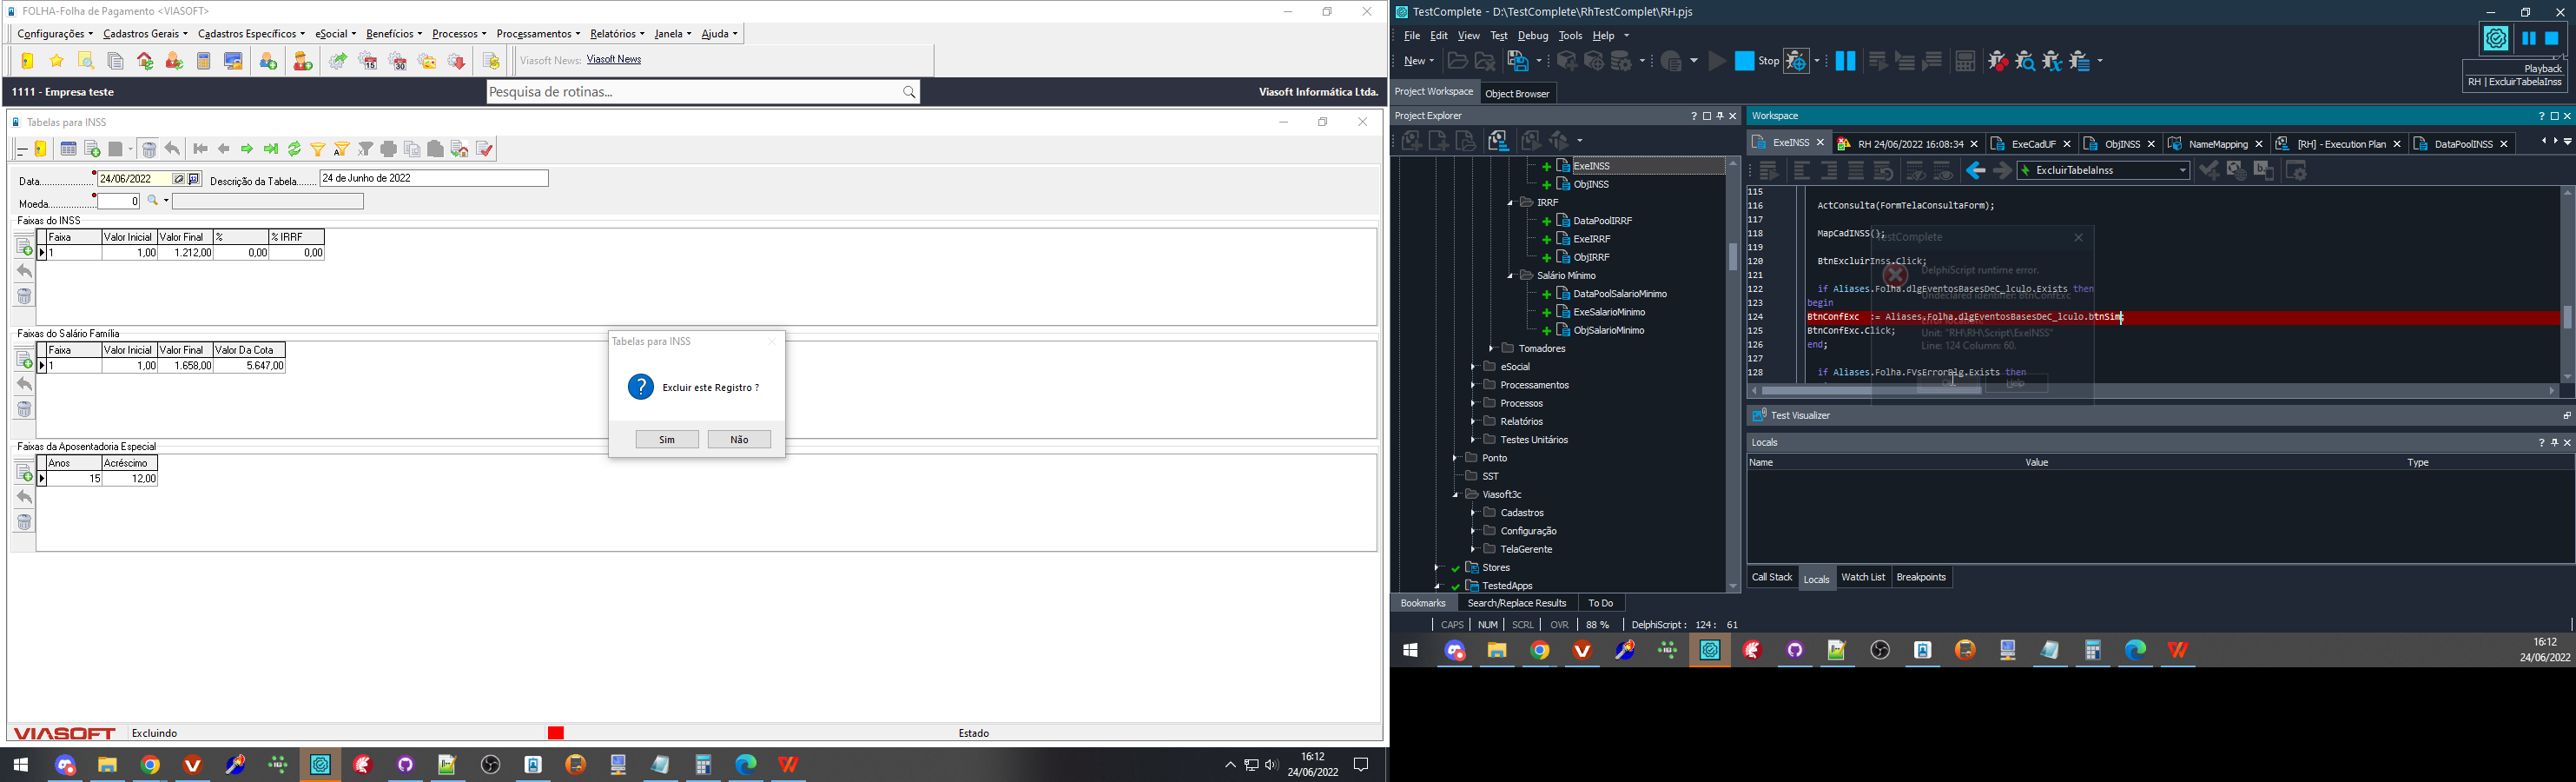 FOLHA-Folha de Pagamento <VIASOFT>
Configurações Cadastros Gerais Cadastros Específicos eSocial Benefícios Processos Processamentos Relatórios Janela Ajuda
15 30 Viasoft News: Viasoft News
1111 - Empresa teste Pesquisa de rotinas... Viasoft Informática Ltda.
Tabelas para INSS
Data..................... 24/06/2022 Descrição da Tabela....... 24 de Junho de 2022
Moeda.................. 0
Faixas do INSS
Faixa Valor Inicial Valor Final % % IRRF
1 1,00 1.212,00 0,00 0,00
Faixas do Salário Família
Faixa Valor Inicial Valor Final Valor Da Cota
1 1,00 1.658,00 5.647,00
Faixas da Aposentadoria Especial
Anos Acréscimo
15 12,00
Tabelas para INSS
Excluir este Registro ?
Sim Não
VIASOFT Excluindo Estado
16:12
24/06/2022
TestComplete - D:\TestComplete\RhTestComplet\RH.pjs
File Edit View Test Debug Tools Help
New Stop
Playback
RH | ExcluirTabelaInss
Project Workspace Object Browser
Project Explorer
ExeINSS
ObjINSS
IRRF
DataPoolIRRF
ExeIRRF
ObjIRRF
Salário Mínimo
DataPoolSalarioMinimo
ExeSalarioMinimo
ObjSalarioMinimo
Tomadores
eSocial
Processamentos
Processos
Relatórios
Testes Unitários
Ponto
SST
Viasoft3c
Cadastros
Configuração
TelaGerente
Stores
TestedApps
Bookmarks Search/Replace Results To Do
Workspace
ExeINSS RH 24/06/2022 16:08:34 ExeCadUF ObjINSS NameMapping [RH] - Execution Plan DataPoolINSS
ExcluirTabelaInss
115
116 ActConsulta(FormTelaConsultaForm);
117
118 MapCadINSS();
119
120 BtnExcluirInss.Click;
121
122 if Aliases.Folha.dlgEventosBasesDeC_lculo.Exists then
123 begin
124 BtnConfExc := Aliases.Folha.dlgEventosBasesDeC_lculo.btnSim;
125 BtnConfExc.Click;
126 end;
127
128 if Aliases.Folha.FVsErrorDlg.Exists then
TestComplete
DelphiScript runtime error.
Undeclared identifier: BtnConfExc
Error location:
Unit: "RH\RH\Script\ExeINSS"
Line: 124 Column: 60.
Help
Test Visualizer
Locals
Name Value Type
Call Stack Locals Watch List Breakpoints
CAPS NUM SCRL OVR 88 % DelphiScript : 124: 61
16:12
24/06/2022